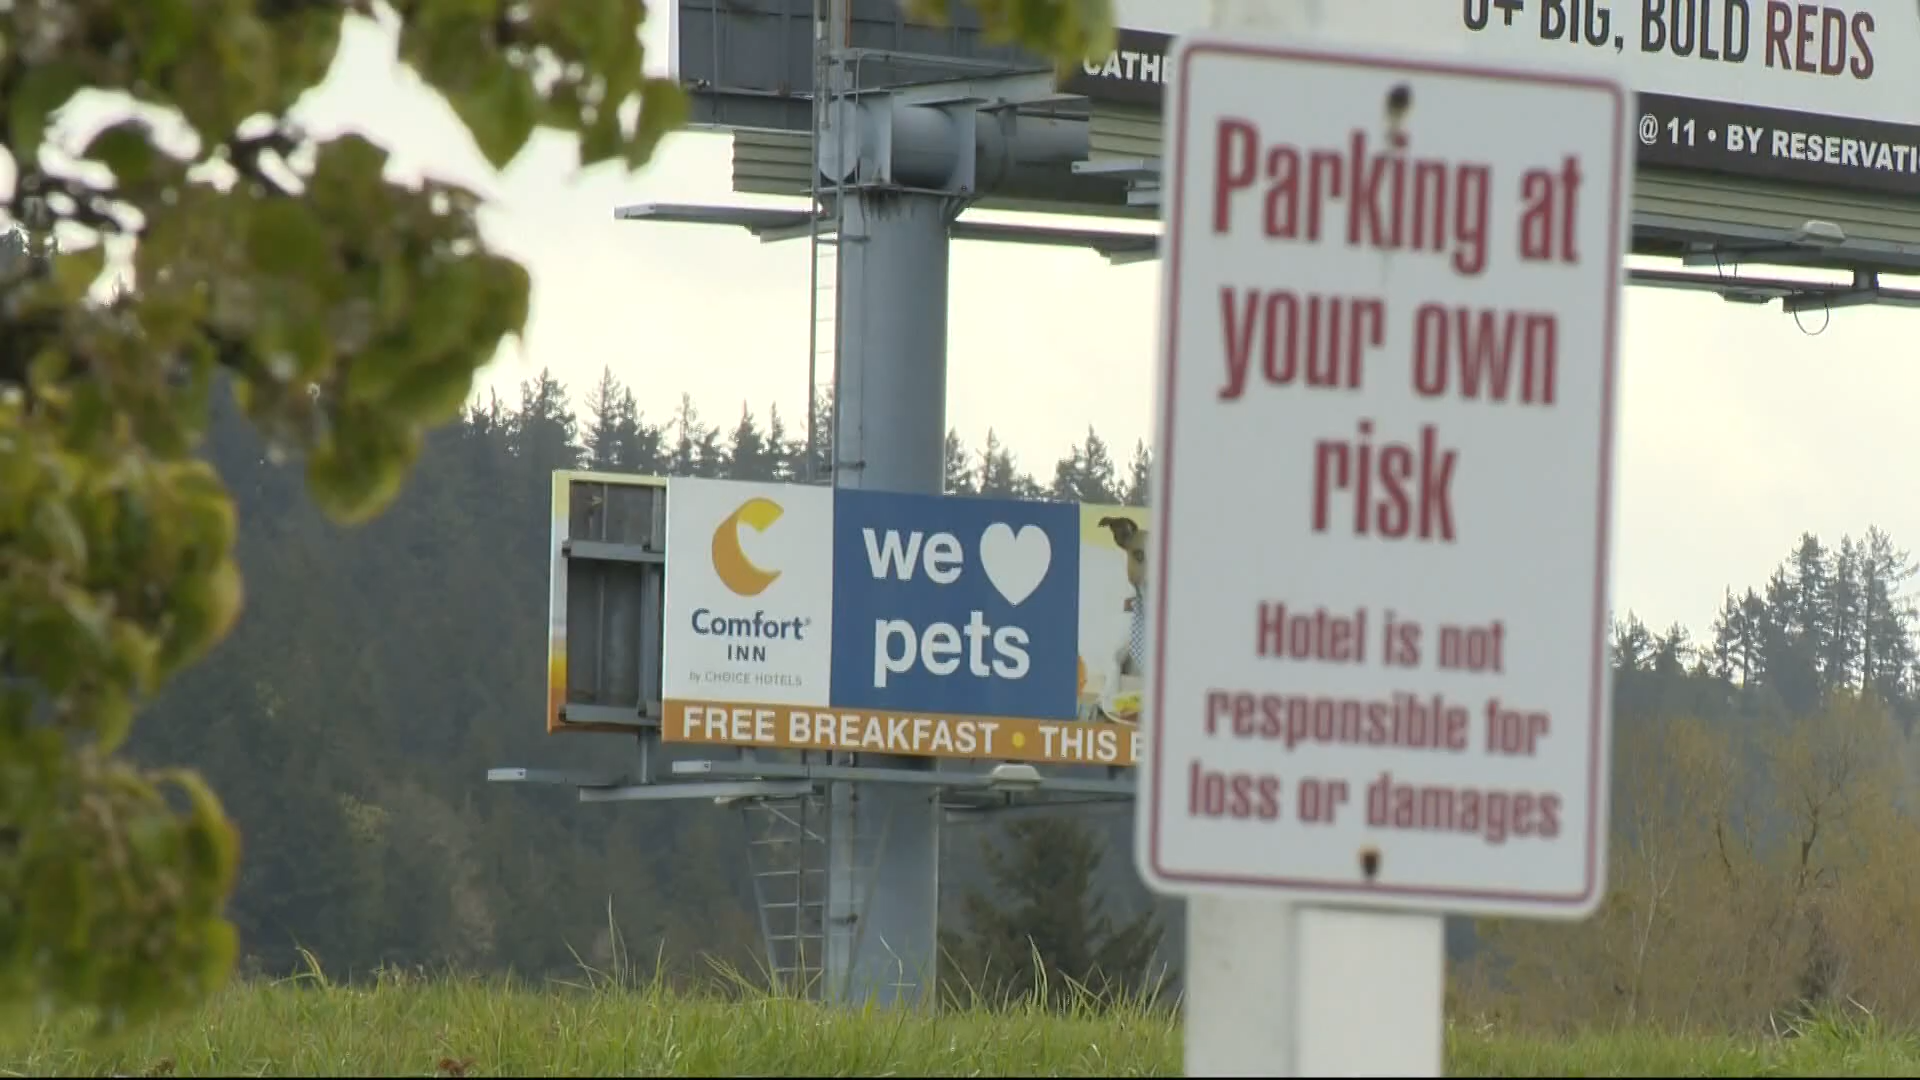 BIG, BOLD REDS
@ 11 • BY RESERVATI
Parking at
your own
risk
Hotel is not
responsible for
loss or damages
Comfort
INN
by CHOICE HOTELS
we ♥
pets
FREE BREAKFAST • THIS